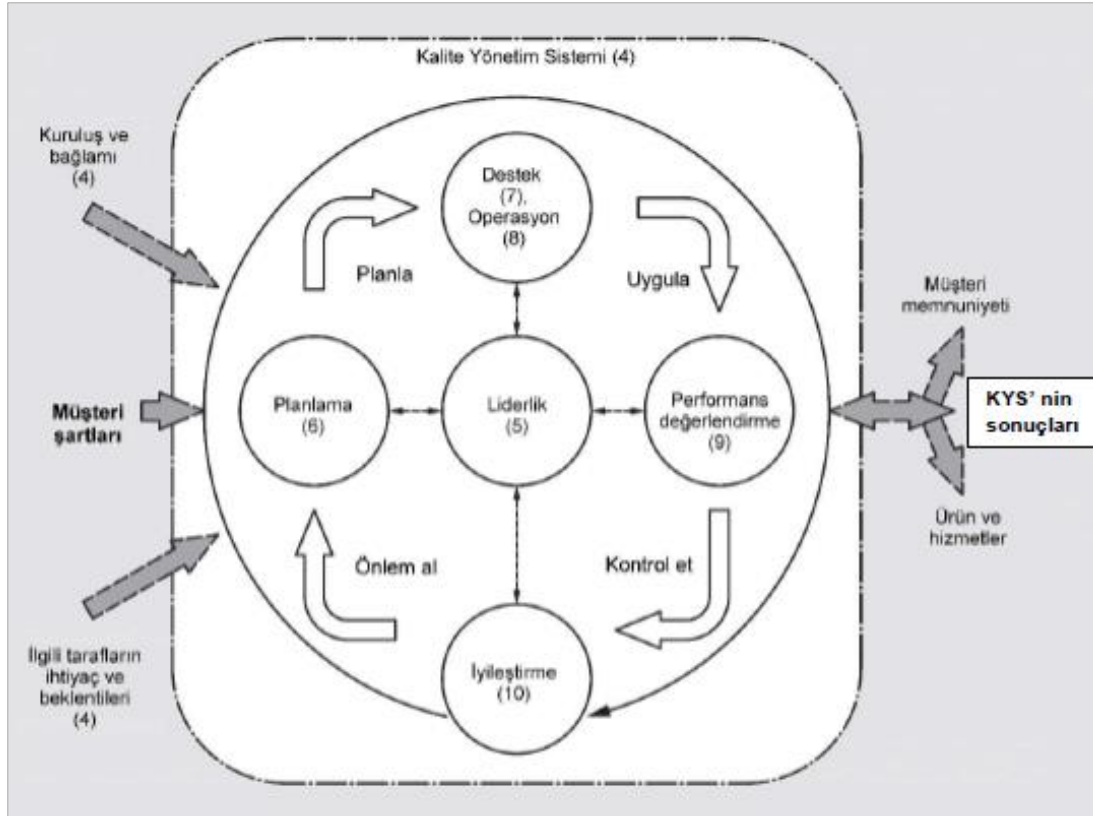 Kalite Yönetim Sistemi (4)
Kuruluş ve
bağlamı
(4)
Destek
(7),
Operasyon
(8)
Planla
Uygula
Müşteri
memnuniyeti
Müşteri
şartları
Planlama
(6)
Liderlik
(5)
Performans
değerlendirme
(9)
KYS’ nin
sonuçları
Ürün ve
hizmetler
Önlem al
Kontrol et
İlgili tarafların
ihtiyaç ve
beklentileri
(4)
İyileştirme
(10)